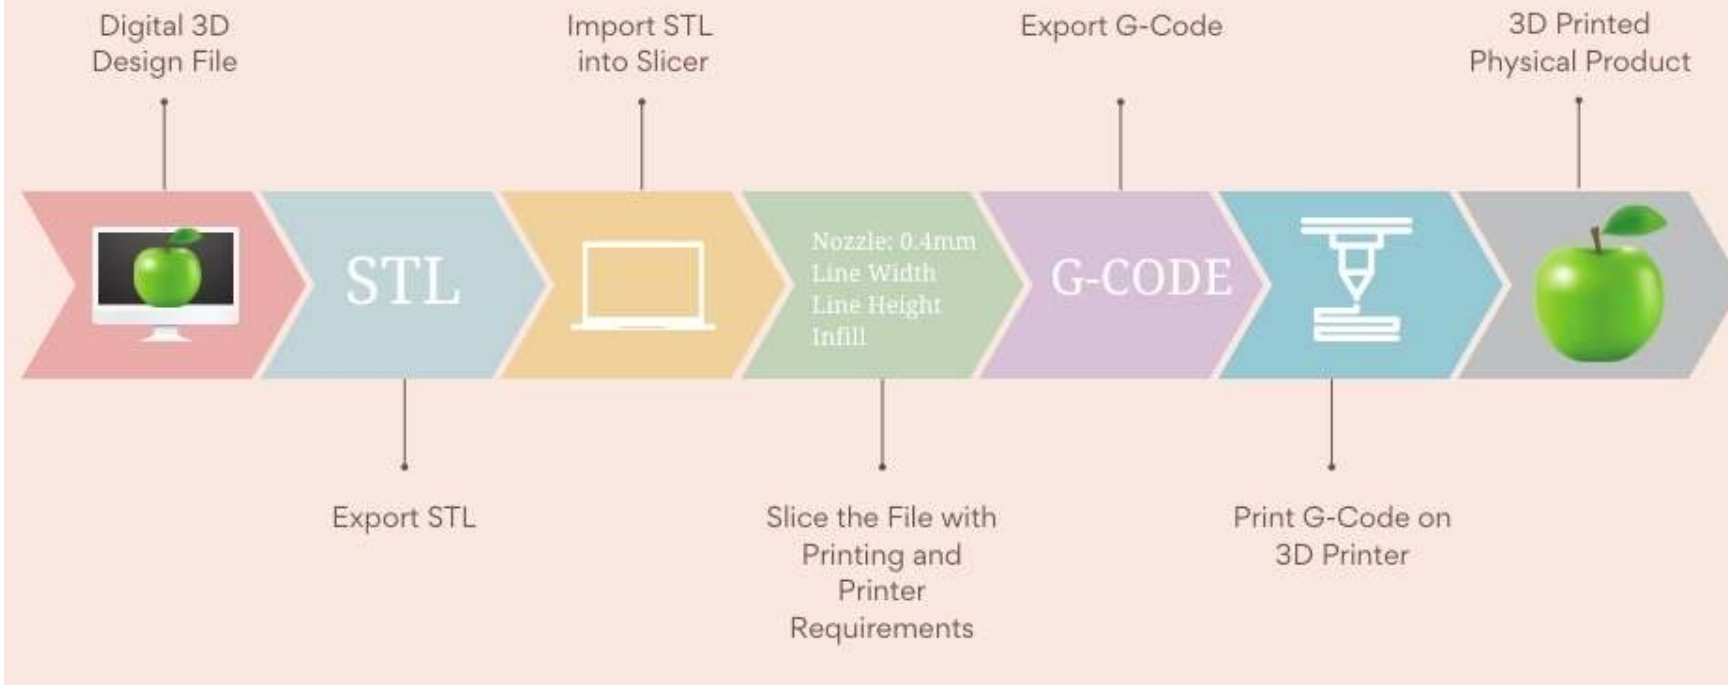 Digital 3D
Design File
Import STL
into Slicer
Export G-Code
3D Printed
Physical Product
STL
Nozzle: 0.4mm
Line Width
Line Height
Infill
G-CODE
Export STL
Slice the File with
Printing and
Printer
Requirements
Print G-Code on
3D Printer